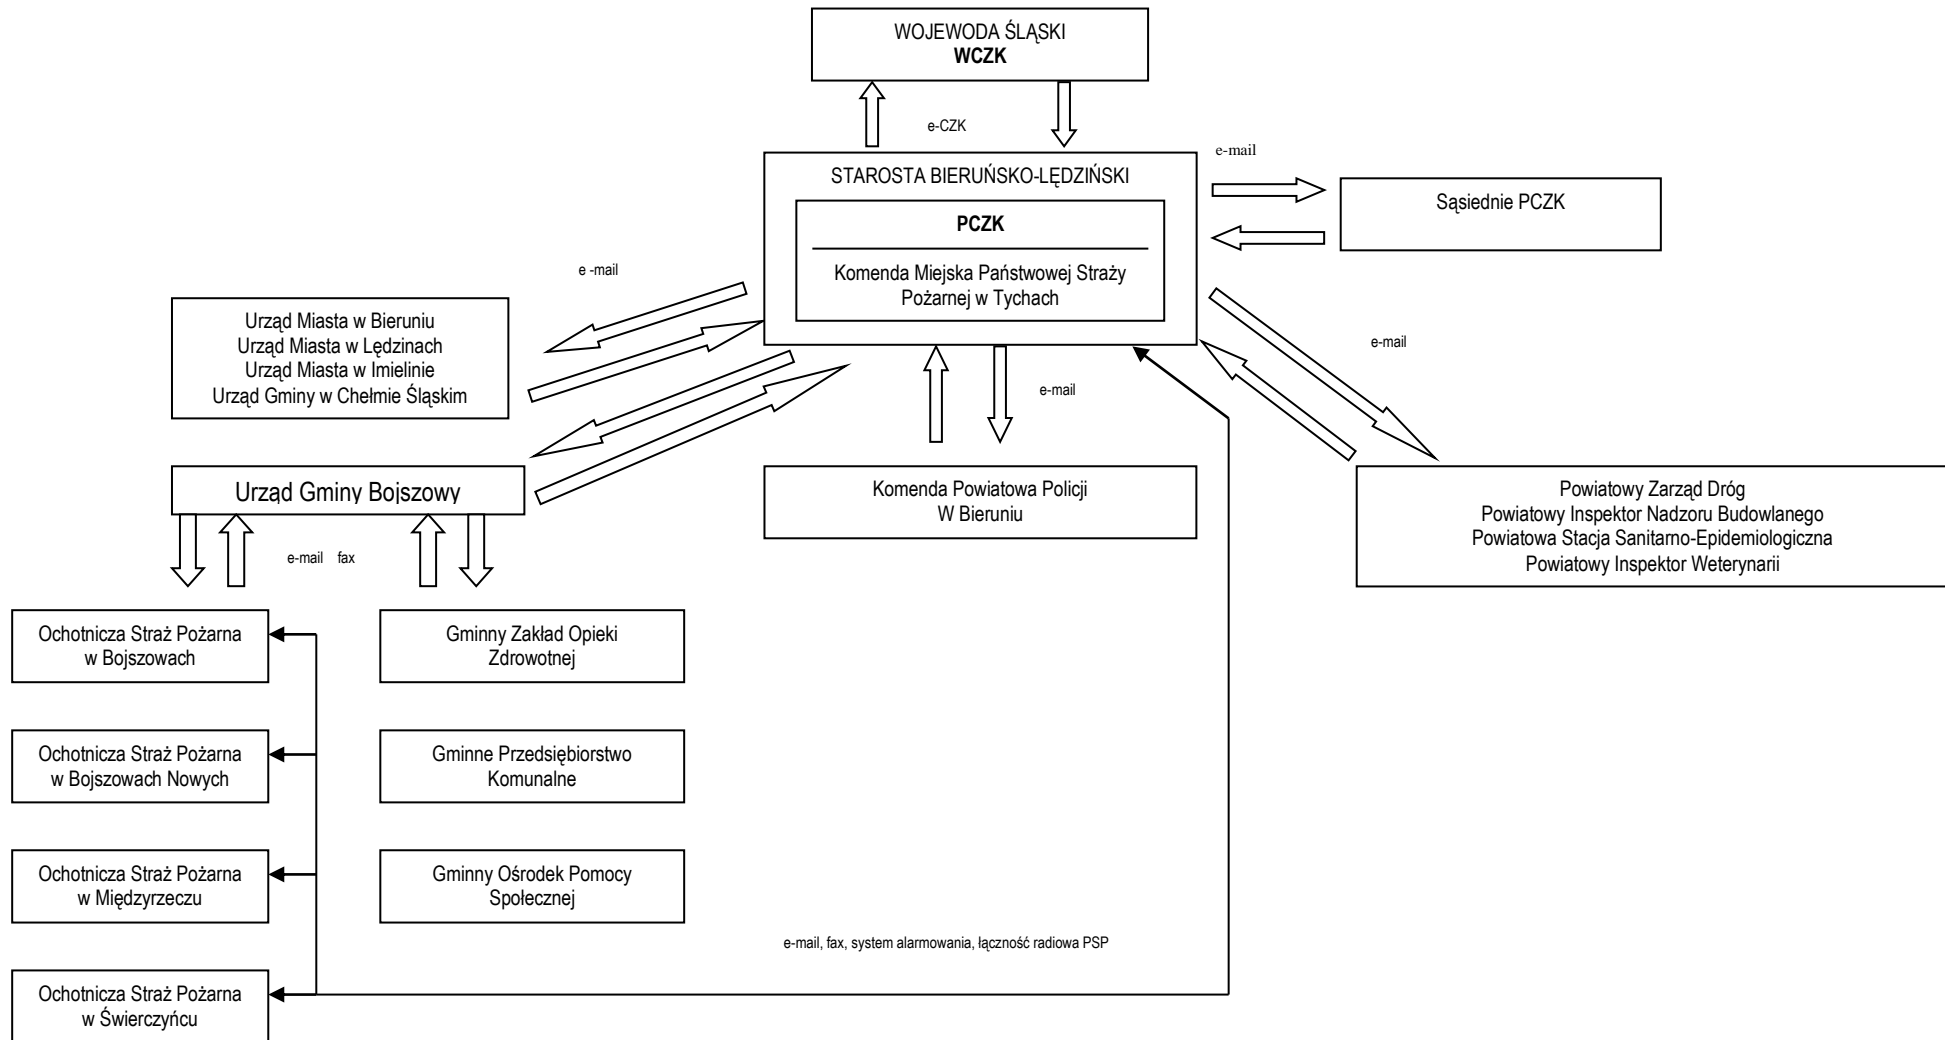 WOJEWODA ŚLĄSKI
WCZK
e-CZK
e-mail
STAROSTA BIERUŃSKO-LĘDZIŃSKI
PCZK
Komenda Miejska Państwowej Straży
Pożarnej w Tychach
Sąsiednie PCZK
e -mail
Urząd Miasta w Bieruniu
Urząd Miasta w Lędzinach
Urząd Miasta w Imielinie
Urząd Gminy w Chełmie Śląskim
e-mail
e-mail
Urząd Gminy Bojszowy
Komenda Powiatowa Policji
W Bieruniu
Powiatowy Zarząd Dróg
Powiatowy Inspektor Nadzoru Budowlanego
Powiatowa Stacja Sanitarno-Epidemiologiczna
Powiatowy Inspektor Weterynarii
e-mail fax
Ochotnicza Straż Pożarna
w Bojszowach
Gminny Zakład Opieki
Zdrowotnej
Ochotnicza Straż Pożarna
w Bojszowach Nowych
Gminne Przedsiębiorstwo
Komunalne
Ochotnicza Straż Pożarna
w Międzyrzeczu
Gminny Ośrodek Pomocy
Społecznej
e-mail, fax, system alarmowania, łączność radiowa PSP
Ochotnicza Straż Pożarna
w Świerczyńcu